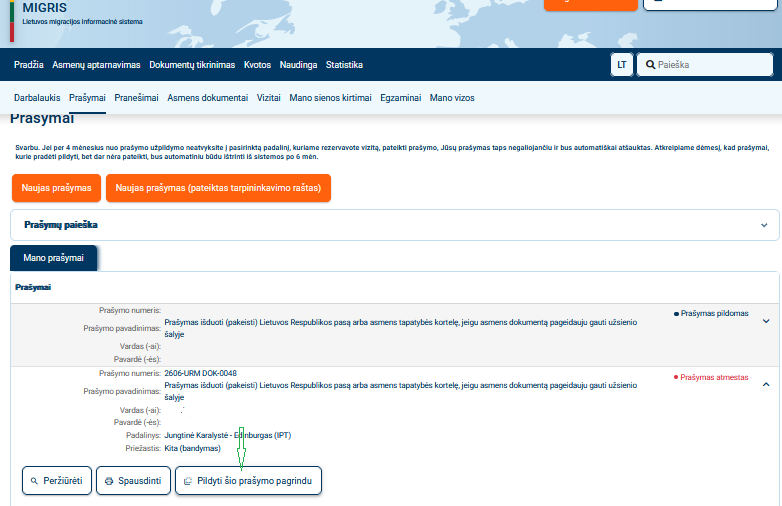 MIGRIS
Lietuvos migracijos informacinė sistema
Pradžia Asmenų aptarnavimas Dokumentų tikrinimas Kvotos Naudinga Statistika LT Paieška
Darbalaukis Prašymai Pranešimai Asmens dokumentai Vizitai Mano sienos kirtimai Egzaminai Mano vizos
Prašymai
Svarbu. Jei per 4 mėnesius nuo prašymo užpildymo neatvyksite į pasirinktą padalinį, kuriame rezervavote vizitą, pateikti prašymo, Jūsų prašymas taps negaliojančiu ir bus automatiškai atšauktas. Atkreipiame dėmesį, kad prašymai,
kurie pradėti pildyti, bet dar nėra pateikti, bus automatiniu būdu ištrinti iš sistemos po 6 mėn.
Naujas prašymas Naujas prašymas (pateiktas tarpininkavimo raštas)
Prašymų paieška
Mano prašymai
Prašymai
Prašymo numeris: Prašymas pildomas
Prašymo pavadinimas: Prašymas išduoti (pakeisti) Lietuvos Respublikos pasą arba asmens tapatybės kortelę, jeigu asmens dokumentą pageidauju gauti užsienio
šalyje
Vardas (-ai):
Pavardė (-ės):
Prašymo numeris: 2606-URM DOK-0048 Prašymas atmestas
Prašymo pavadinimas: Prašymas išduoti (pakeisti) Lietuvos Respublikos pasą arba asmens tapatybės kortelę, jeigu asmens dokumentą pageidauju gauti užsienio
šalyje
Vardas (-ai):
Pavardė (-ės):
Padalinys: Jungtinė Karalystė - Edinburgas (IPT)
Priežastis: Kita (bandymas)
Peržiūrėti Spausdinti Pildyti šio prašymo pagrindu